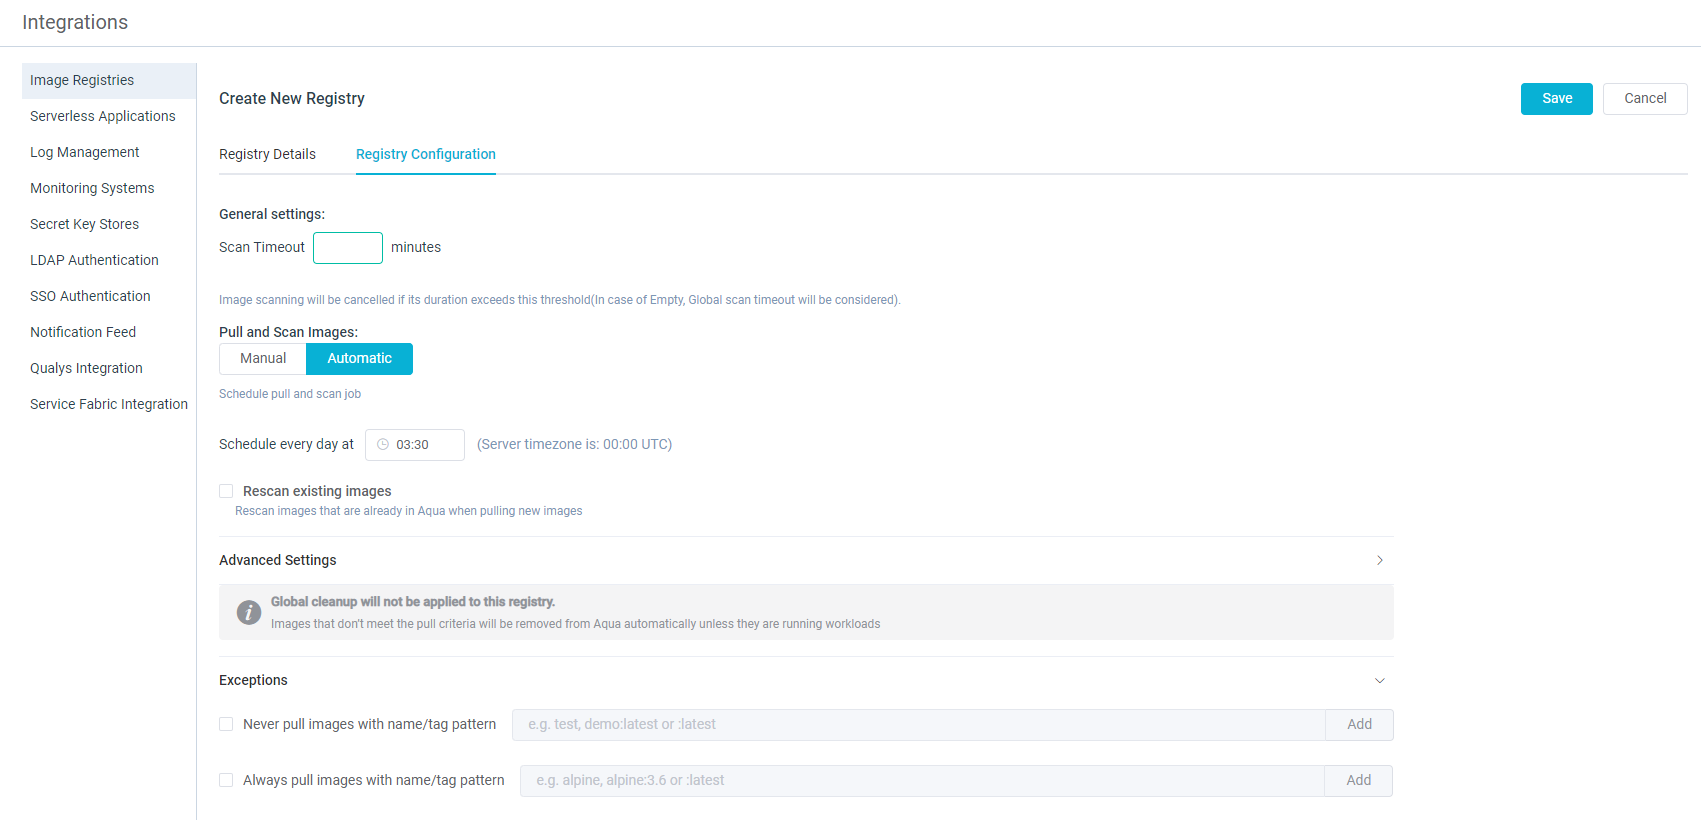 Integrations
Image Registries
Serverless Applications
Log Management
Monitoring Systems
Secret Key Stores
LDAP Authentication
SSO Authentication
Notification Feed
Qualys Integration
Service Fabric Integration
Create New Registry
Save
Cancel
Registry Details
Registry Configuration
General settings:
Scan Timeout minutes
Image scanning will be cancelled if its duration exceeds this threshold(In case of Empty, Global scan timeout will be considered).
Pull and Scan Images:
Manual
Automatic
Schedule pull and scan job
Schedule every day at 03:30 (Server timezone is: 00:00 UTC)
Rescan existing images
Rescan images that are already in Aqua when pulling new images
Advanced Settings
Global cleanup will not be applied to this registry.
Images that don't meet the pull criteria will be removed from Aqua automatically unless they are running workloads
Exceptions
Never pull images with name/tag pattern e.g. test, demo:latest or :latest Add
Always pull images with name/tag pattern e.g. alpine, alpine:3.6 or :latest Add